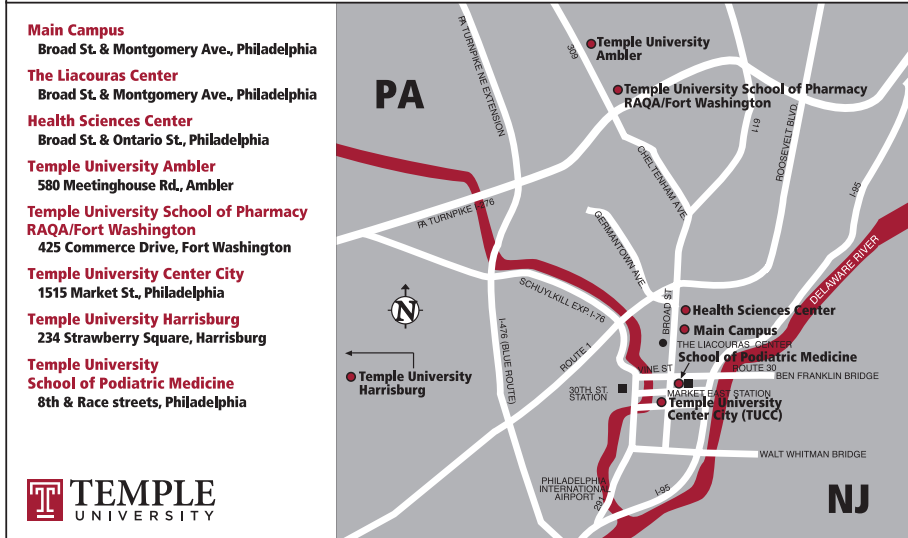 Main Campus
Broad St. & Montgomery Ave., Philadelphia
The Liacouras Center
Broad St. & Montgomery Ave., Philadelphia
Health Sciences Center
Broad St. & Ontario St., Philadelphia
Temple University Ambler
580 Meetinghouse Rd., Ambler
Temple University School of Pharmacy
RAQA/Fort Washington
425 Commerce Drive, Fort Washington
Temple University Center City
1515 Market St., Philadelphia
Temple University Harrisburg
234 Strawberry Square, Harrisburg
Temple University
School of Podiatric Medicine
8th & Race streets, Philadelphia
T TEMPLE
UNIVERSITY
PA
PA TURNPIKE NE EXTENSION
309
Temple University
Ambler
Temple University School of Pharmacy
RAQA/Fort Washington
611
ROOSEVELT BLVD.
I-95
CHELTENHAM AVE
PA TURNPIKE I-276
GERMANTOWN AVE
DELAWARE RIVER
SCHUYLKILL EXP. I-76
N
BROAD ST
Health Sciences Center
Main Campus
THE LIACOURAS CENTER
School of Podiatric Medicine
I-476 (BLUE ROUTE)
ROUTE 1
VINE ST
ROUTE 30
BEN FRANKLIN BRIDGE
Temple University
Harrisburg
30TH. ST.
STATION
MARKET EAST STATION
Temple University
Center City (TUCC)
WALT WHITMAN BRIDGE
PHILADELPHIA
INTERNATIONAL
AIRPORT
291
I-95
NJ